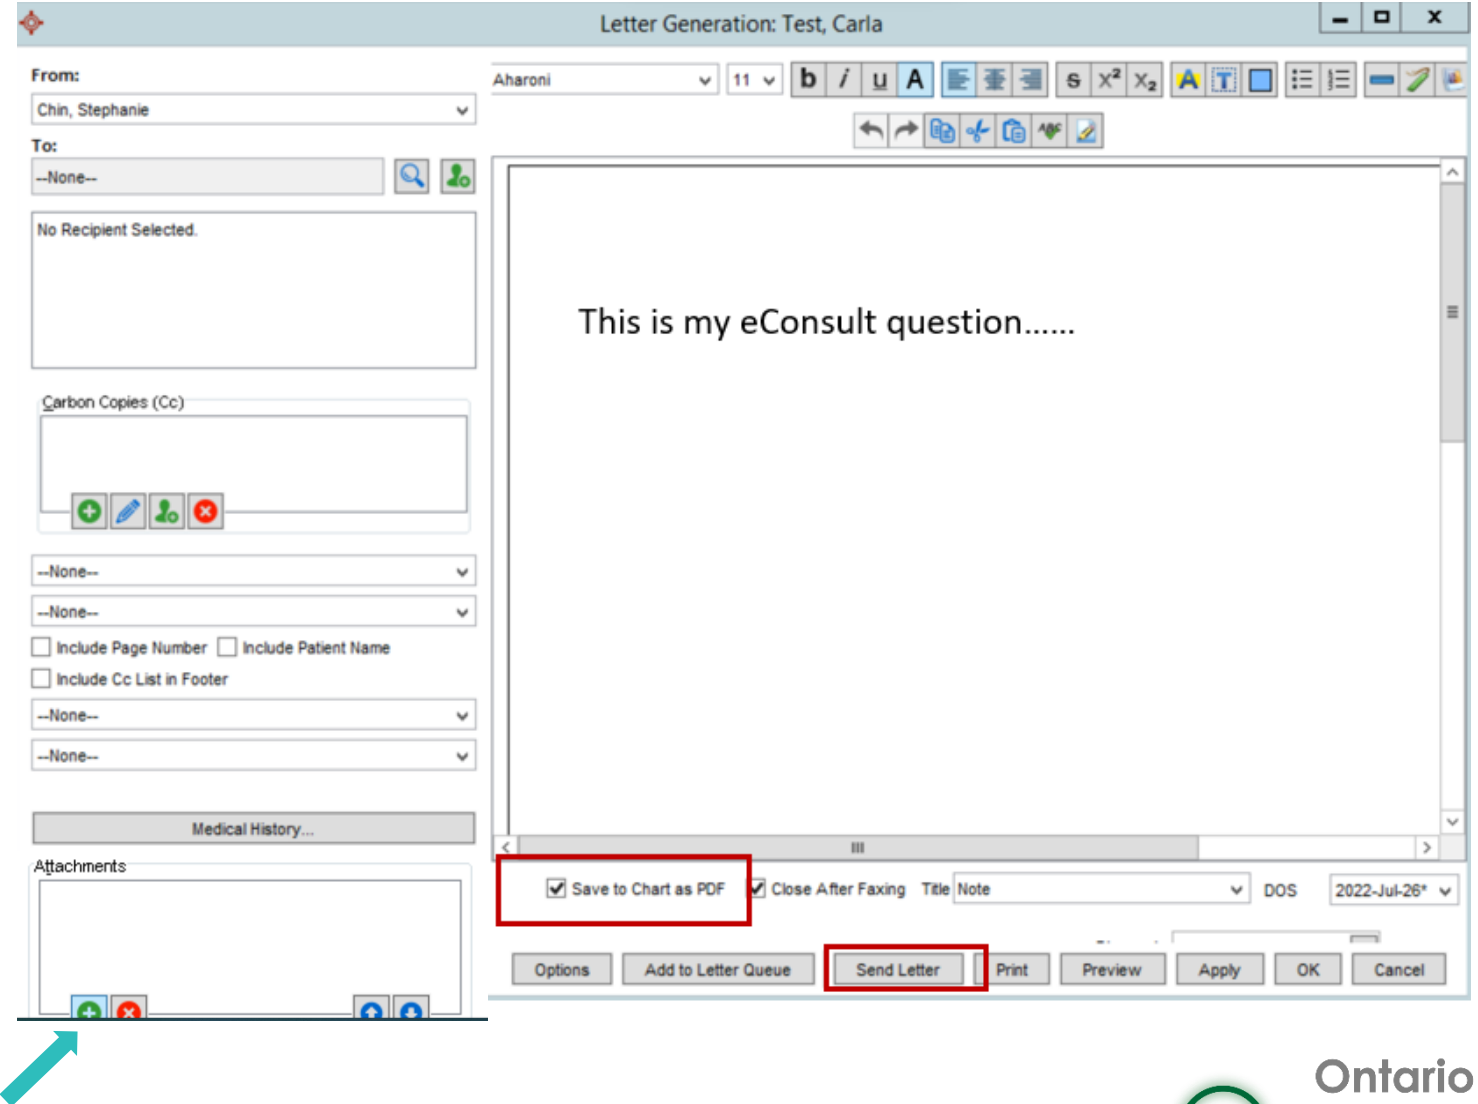 Letter Generation: Test, Carla
From:
Chin, Stephanie
To:
--None--
No Recipient Selected.
Carbon Copies (Cc)
--None--
--None--
Include Page Number Include Patient Name
Include Cc List in Footer
--None--
--None--
Medical History...
Attachments
Aharoni 11 b i u A S X² X₂ A T
ABC
This is my eConsult question......
Save to Chart as PDF Close After Faxing Title Note DOS 2022-Jul-26*
Options Add to Letter Queue Send Letter Print Preview Apply OK Cancel
Ontario